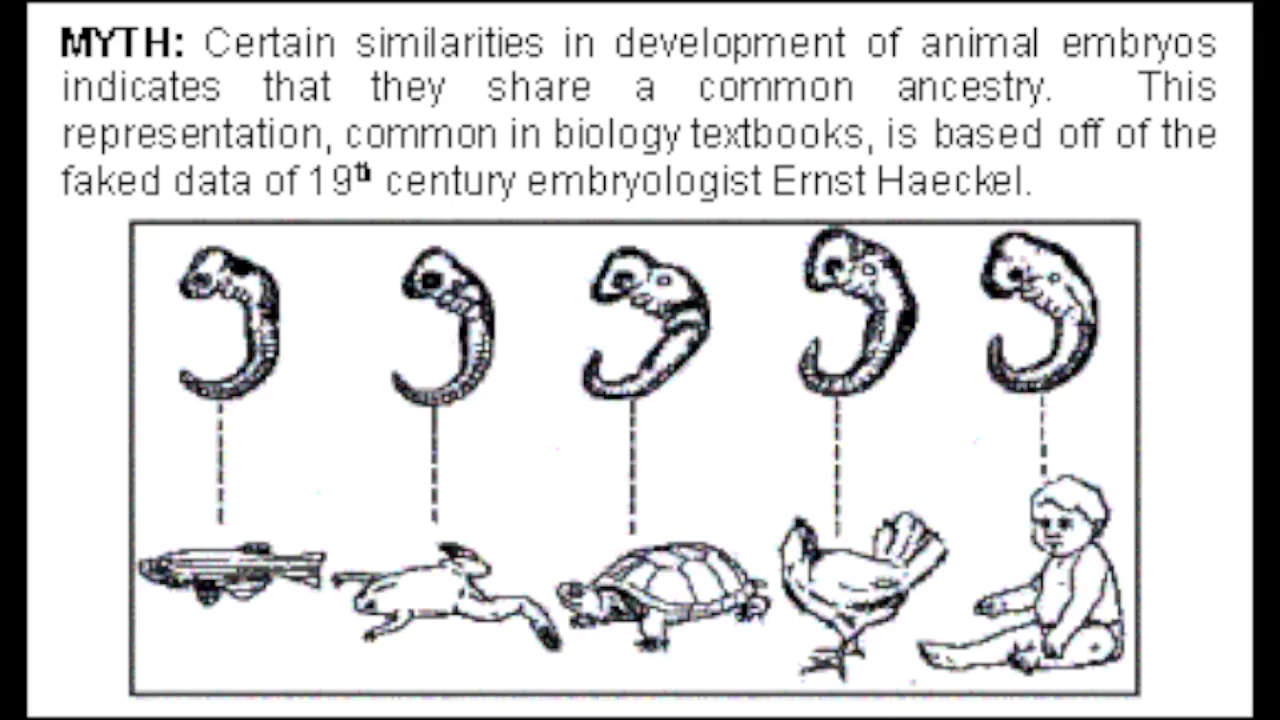 MYTH: Certain similarities in development of animal embryos
indicates that they share a common ancestry. This
representation, common in biology textbooks, is based off of the
faked data of 19th century embryologist Ernst Haeckel.